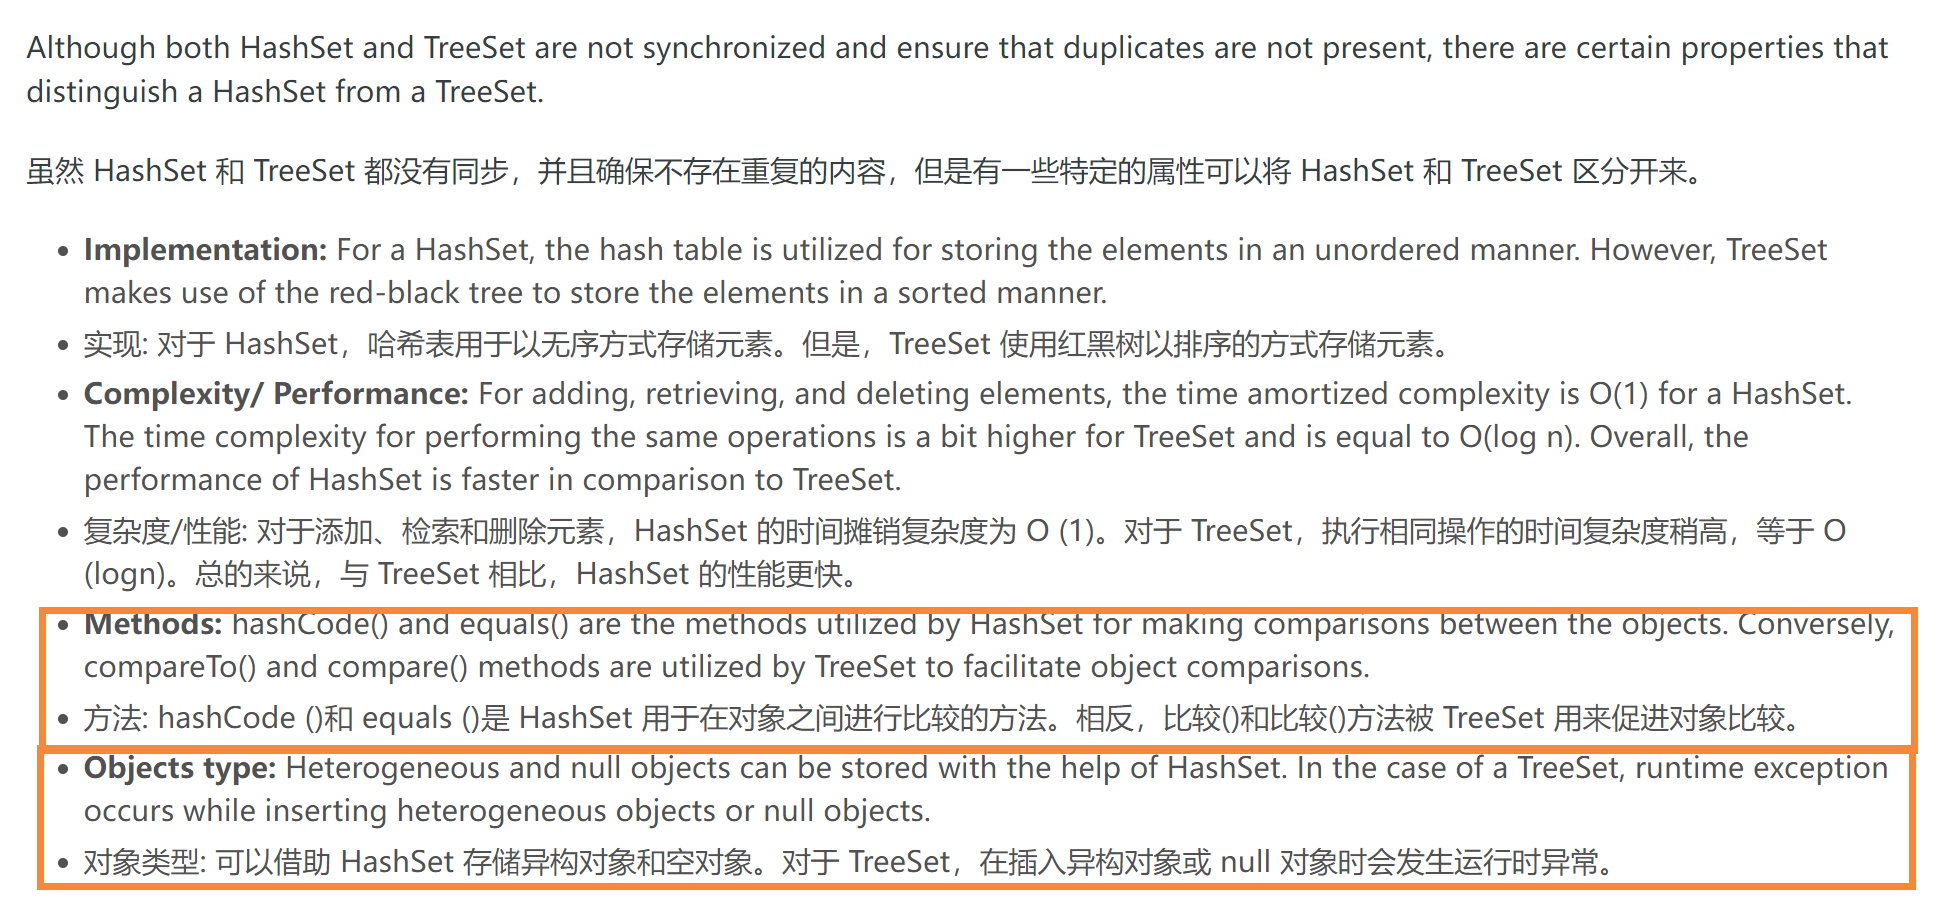 Although both HashSet and TreeSet are not synchronized and ensure that duplicates are not present, there are certain properties that
distinguish a HashSet from a TreeSet.
虽然 HashSet 和 TreeSet 都没有同步，并且确保不存在重复的内容，但是有一些特定的属性可以将 HashSet 和 TreeSet 区分开来。
• Implementation: For a HashSet, the hash table is utilized for storing the elements in an unordered manner. However, TreeSet
makes use of the red-black tree to store the elements in a sorted manner.
• 实现: 对于 HashSet，哈希表用于以无序方式存储元素。但是，TreeSet 使用红黑树以排序的方式存储元素。
• Complexity/ Performance: For adding, retrieving, and deleting elements, the time amortized complexity is O(1) for a HashSet.
The time complexity for performing the same operations is a bit higher for TreeSet and is equal to O(log n). Overall, the
performance of HashSet is faster in comparison to TreeSet.
• 复杂度/性能: 对于添加、检索和删除元素，HashSet 的时间摊销复杂度为 O (1)。对于 TreeSet，执行相同操作的时间复杂度稍高，等于 O
(logn)。总的来说，与 TreeSet 相比，HashSet 的性能更快。
• Methods: hashCode() and equals() are the methods utilized by HashSet for making comparisons between the objects. Conversely,
compareTo() and compare() methods are utilized by TreeSet to facilitate object comparisons.
• 方法: hashCode ()和 equals ()是 HashSet 用于在对象之间进行比较的方法。相反，比较()和比较()方法被 TreeSet 用来促进对象比较。
• Objects type: Heterogeneous and null objects can be stored with the help of HashSet. In the case of a TreeSet, runtime exception
occurs while inserting heterogeneous objects or null objects.
• 对象类型: 可以借助 HashSet 存储异构对象和空对象。对于 TreeSet，在插入异构对象或 null 对象时会发生运行时异常。